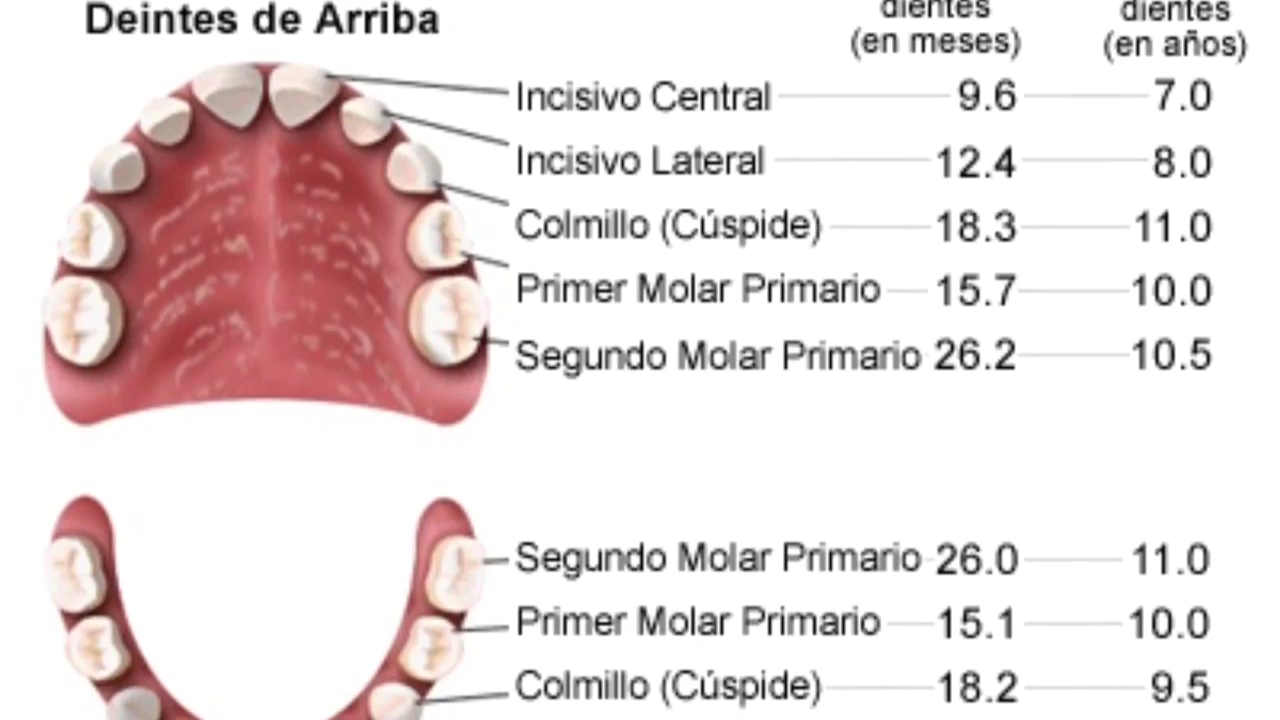 Deintes de Arriba
dientes dientes
(en meses) (en años)
Incisivo Central 9.6 7.0
Incisivo Lateral 12.4 8.0
Colmillo (Cúspide) 18.3 11.0
Primer Molar Primario 15.7 10.0
Segundo Molar Primario 26.2 10.5
Segundo Molar Primario 26.0 11.0
Primer Molar Primario 15.1 10.0
Colmillo (Cúspide) 18.2 9.5